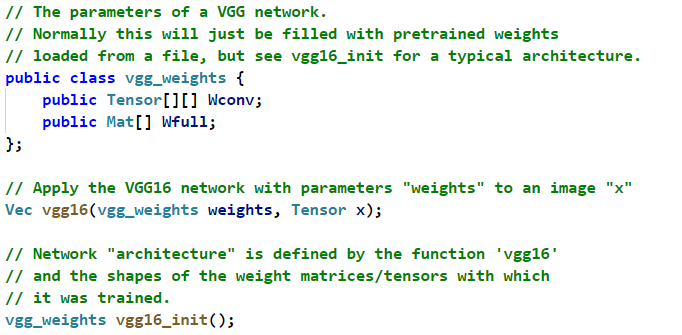 // The parameters of a VGG network.
// Normally this will just be filled with pretrained weights
// loaded from a file, but see vgg16_init for a typical architecture.
public class vgg_weights {
    public Tensor[][] Wconv;
    public Mat[] Wfull;
};

// Apply the VGG16 network with parameters "weights" to an image "x"
Vec vgg16(vgg_weights weights, Tensor x);

// Network "architecture" is defined by the function 'vgg16'
// and the shapes of the weight matrices/tensors with which
// it was trained.
vgg_weights vgg16_init();